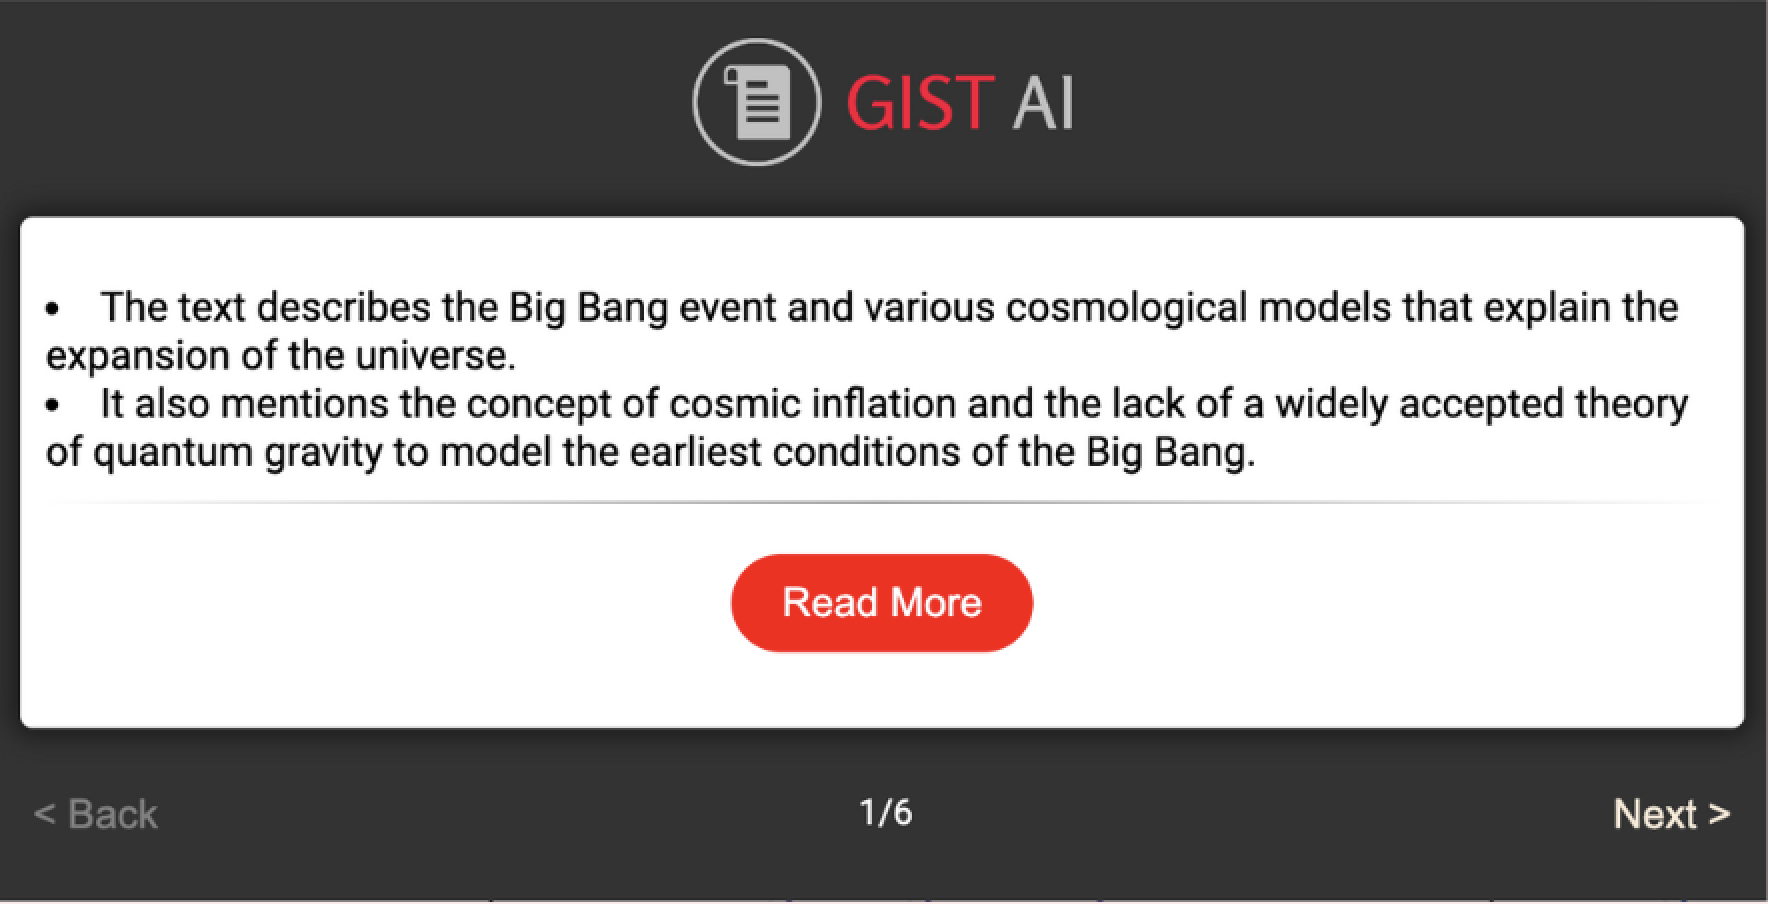 GIST AI
• The text describes the Big Bang event and various cosmological models that explain the
expansion of the universe.
• It also mentions the concept of cosmic inflation and the lack of a widely accepted theory
of quantum gravity to model the earliest conditions of the Big Bang.
Read More
< Back 1/6 Next >